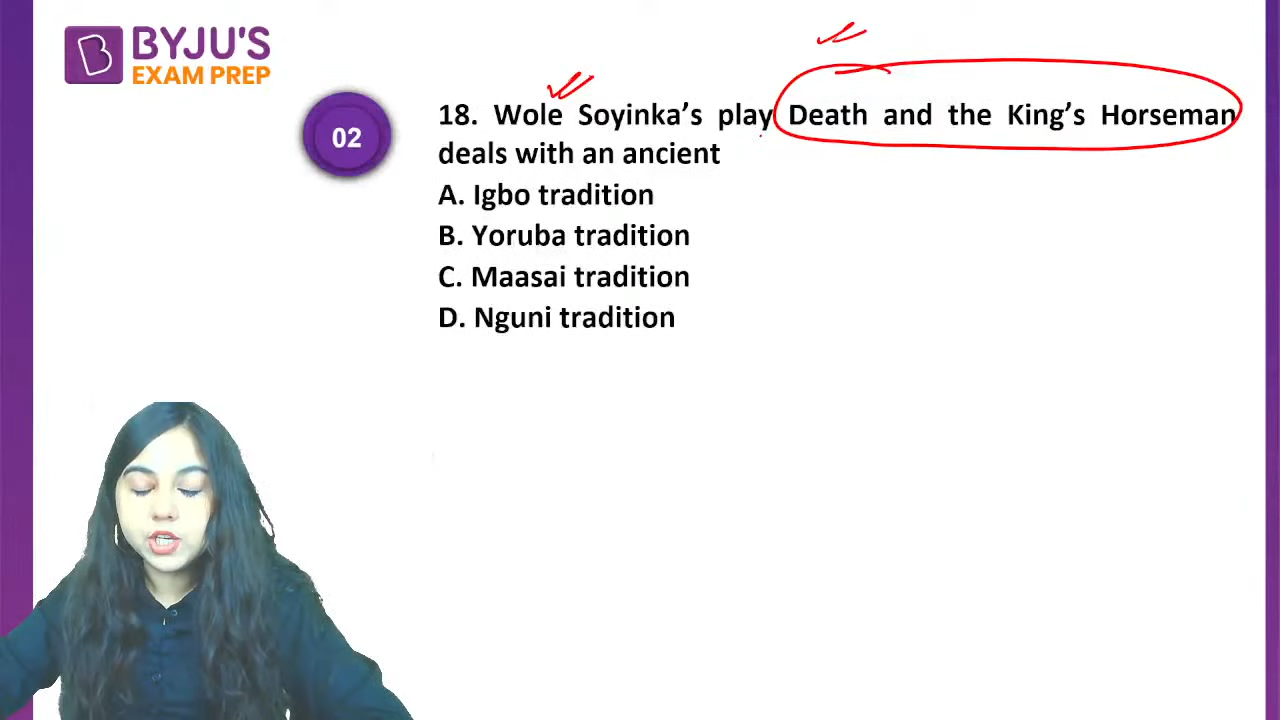 BYJU'S
EXAM PREP
02
18. Wole Soyinka’s play Death and the King’s Horseman
deals with an ancient
A. Igbo tradition
B. Yoruba tradition
C. Maasai tradition
D. Nguni tradition